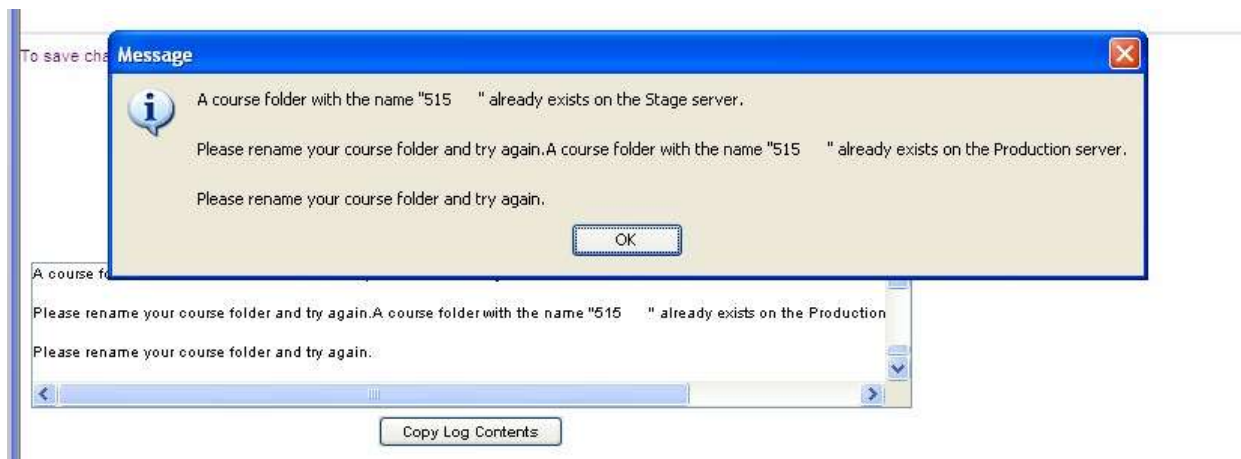 To save cha
Message
A course folder with the name "515      " already exists on the Stage server.
Please rename your course folder and try again.A course folder with the name "515      " already exists on the Production server.
Please rename your course folder and try again.
OK
A course fo
Please rename your course folder and try again.A course folder with the name "515      " already exists on the Production
Please rename your course folder and try again.
Copy Log Contents